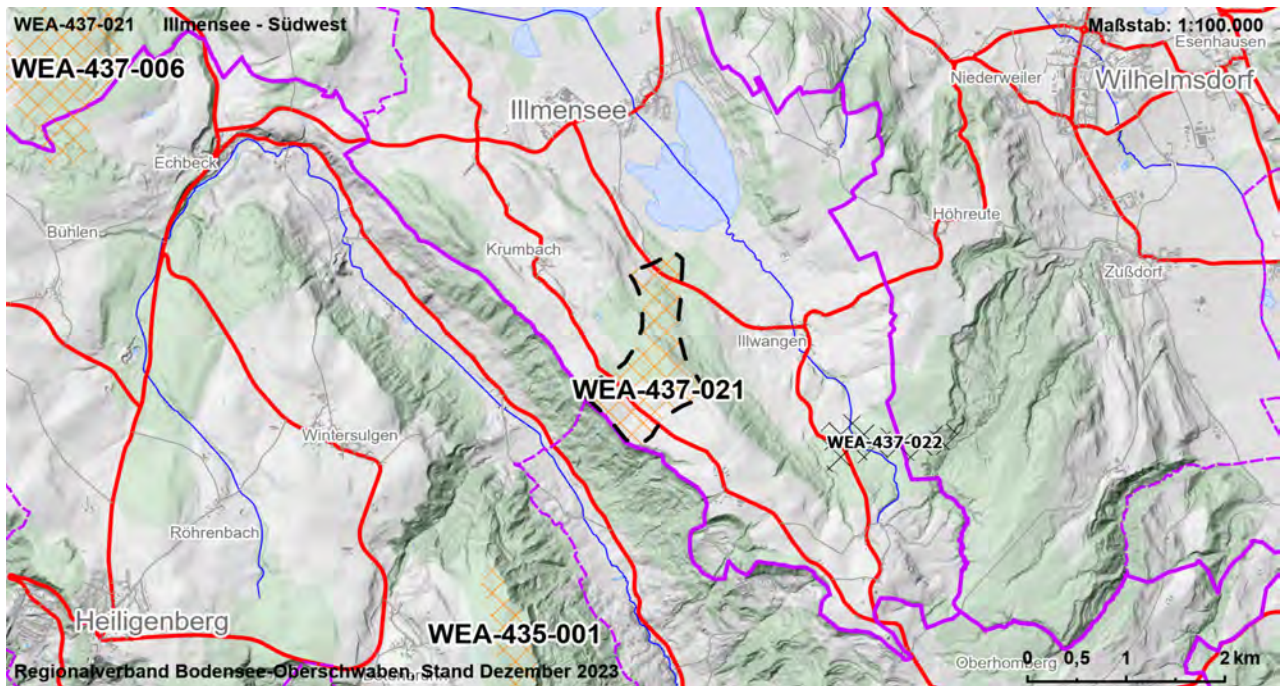 WEA-437-021 Illmensee - Südwest
Maßstab: 1:100.000
Esenhausen
WEA-437-006
Niederweiler
Wilhelmsdorf
Illmensee
Echbeck
Höhreute
Bühlen
Krumbach
Zußdorf
Illwangen
WEA-437-021
Wintersulgen
WEA-437-022
Röhrenbach
Heiligenberg
WEA-435-001
Oberhomberg
0 0,5 1 2 km
Regionalverband Bodensee-Oberschwaben, Stand Dezember 2023